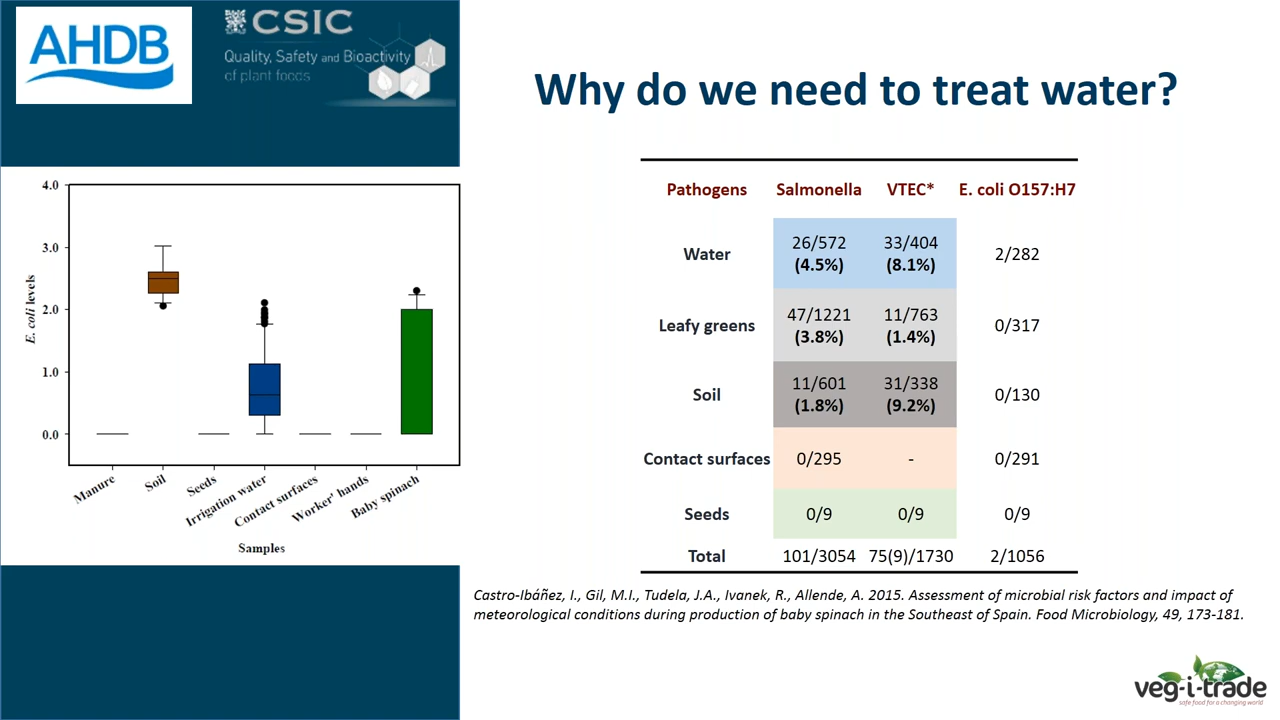 AHDB
CSIC
Quality, Safety and Bioactivity
of plant foods
Why do we need to treat water?
4.0
3.0
2.0
1.0
0.0
E. coli levels
Manure
Soil
Seeds
Irrigation water
Contact surfaces
Worker' hands
Baby spinach
Samples
Pathogens Salmonella VTEC* E. coli O157:H7
Water 26/572 (4.5%) 33/404 (8.1%) 2/282
Leafy greens 47/1221 (3.8%) 11/763 (1.4%) 0/317
Soil 11/601 (1.8%) 31/338 (9.2%) 0/130
Contact surfaces 0/295 - 0/291
Seeds 0/9 0/9 0/9
Total 101/3054 75(9)/1730 2/1056
Castro-Ibáñez, I., Gil, M.I., Tudela, J.A., Ivanek, R., Allende, A. 2015. Assessment of microbial risk factors and impact of
meteorological conditions during production of baby spinach in the Southeast of Spain. Food Microbiology, 49, 173-181.
veg-i-trade
safe food for a changing world